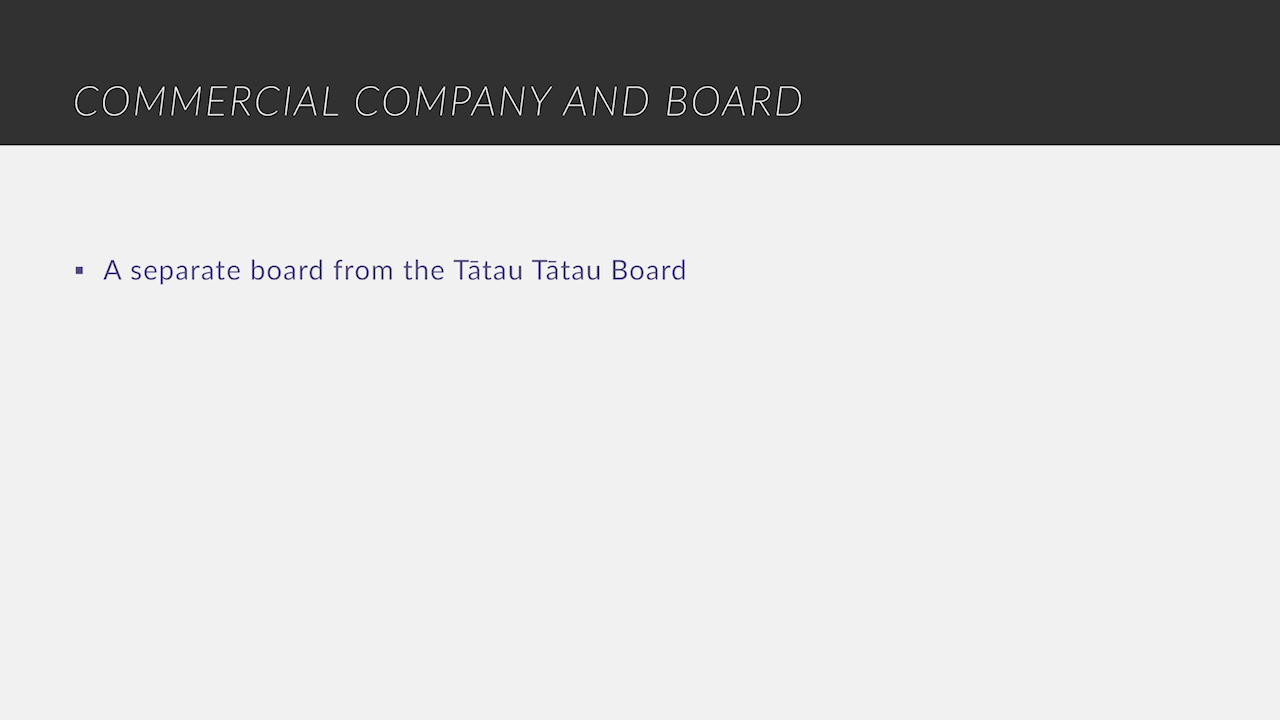 COMMERCIAL COMPANY AND BOARD
▪ A separate board from the Tātau Tātau Board